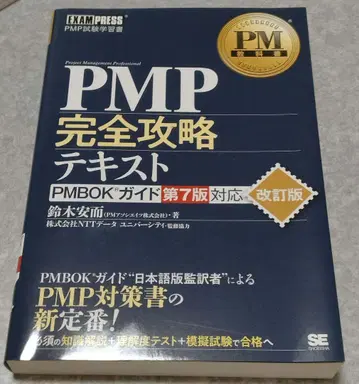 EXAMPRESS
PMP試験学習書
PM
教科書
Project Management Professional
PMP
完全攻略
テキスト
PMBOK®ガイド 第7版 対応 改訂版
鈴木安而(PMアソシエイツ株式会社)・著
株式会社NTTデータ ユニバーシティ・監修協力
PMBOK®ガイド"日本語版監訳者"による
PMP対策書の
新定番!
必須の知識解説+理解度テスト+模擬試験で合格へ
SE
SHOEISHA